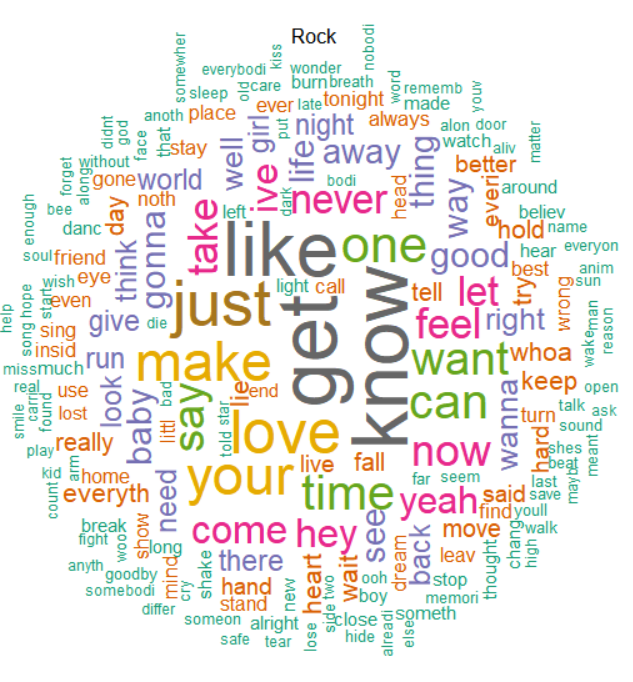 Rock
somewher
everybodi
kiss
wonder
nobodi
sleep
old
care
burn
breath
word
rememb
youv
place
ever
late
tonight
made
anoth
didnt
god
that
face
stay
well
girl
put
night
always
alon
door
watch
aliv
matter
forget
along
without
gone
world
ive
life
away
thing
better
everi
around
enough
bee
danc
day
noth
take
left
dark
bodi
never
head
way
hold
believ
name
everyon
soul
friend
think
gonna
like
one
good
hear
best
anim
sun
wish
eye
light
call
get
know
tell
let
try
wrong
help
song
hope
start
even
sing
give
die
just
feel
right
wake
man
reason
insid
miss
much
run
make
want
whoa
real
smile
carri
found
use
look
baby
bad
say
lie
end
can
wanna
keep
open
lost
littl
told
star
love
turn
talk
ask
play
really
now
hard
shes
sound
beat
mayb
meant
kid
count
arm
home
everyth
need
your
live
fall
far
seem
last
save
time
yeah
said
find
youll
break
fight
woo
show
long
come
hey
see
back
move
chang
walk
high
anyth
goodby
somebodi
mind
cry
shake
there
heart
wait
dream
leav
thought
stop
memori
differ
hand
stand
new
side
two
ooh
boy
someth
someon
alright
close
alreadi
else
safe
tear
lose
hide